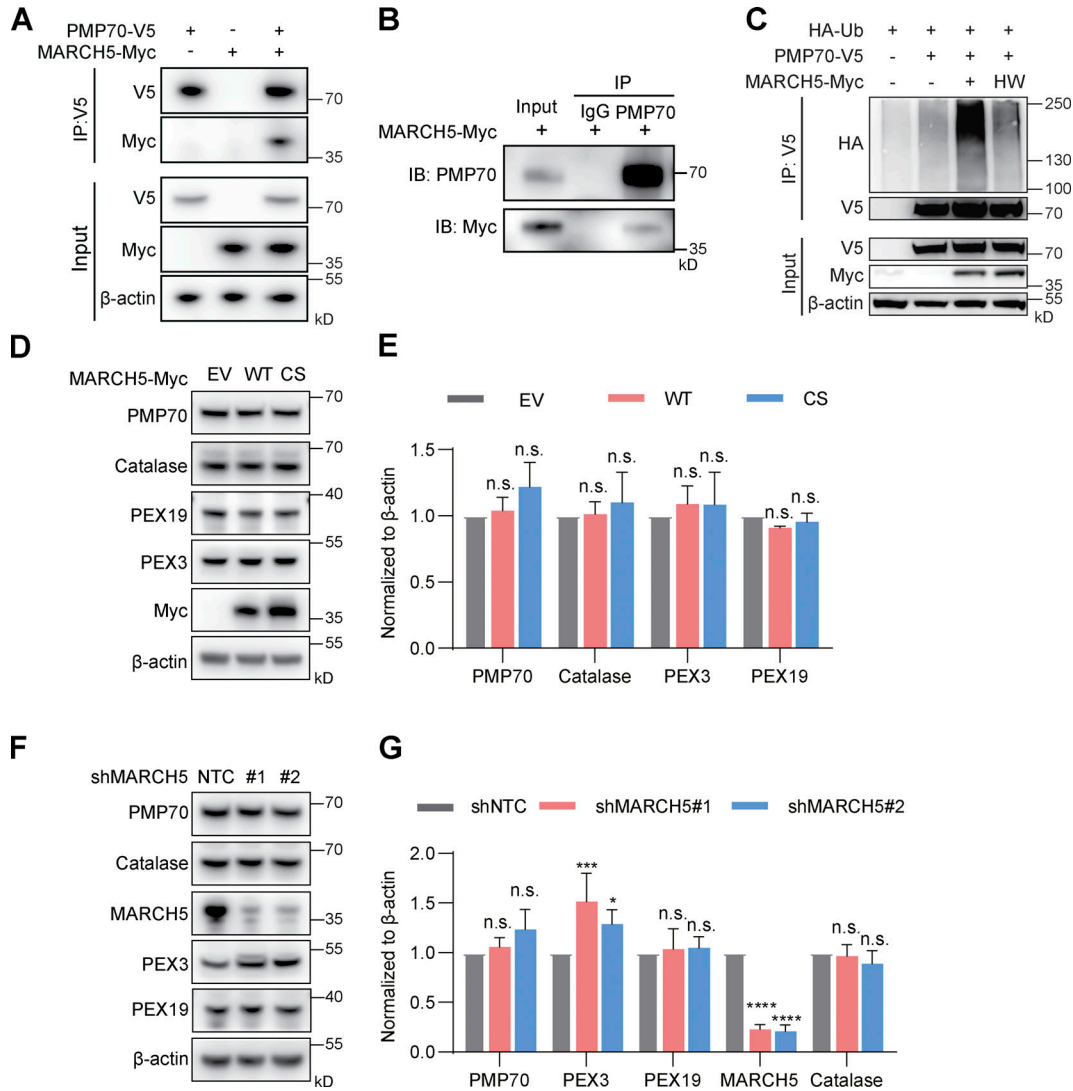 A
PMP70-V5 + - +
MARCH5-Myc - + +
IP:V5
V5
70
Myc
35
Input
V5
70
Myc
35
55
β-actin
kD
B
IP
Input IgG PMP70
MARCH5-Myc + + +
IB: PMP70
70
IB: Myc
35
kD
C
HA-Ub + + + +
PMP70-V5 - + + +
MARCH5-Myc - - + HW
IP: V5
HA
250
130
100
V5
70
Input
V5
70
Myc
35
β-actin
55
kD
D
MARCH5-Myc EV WT CS
70
PMP70
70
Catalase
40
PEX19
55
PEX3
Myc
35
55
β-actin
kD
E
EV WT CS
Normalized to β-actin
1.5
1.0
0.5
0.0
n.s. n.s. n.s. n.s. n.s. n.s. n.s. n.s.
PMP70 Catalase PEX3 PEX19
F
shMARCH5 NTC #1 #2
70
PMP70
70
Catalase
MARCH5
35
55
PEX3
40
PEX19
55
β-actin
kD
G
shNTC shMARCH5#1 shMARCH5#2
Normalized to β-actin
2.0
1.5
1.0
0.5
0.0
n.s. n.s. *** * n.s. n.s. **** **** n.s. n.s.
PMP70 PEX3 PEX19 MARCH5 Catalase